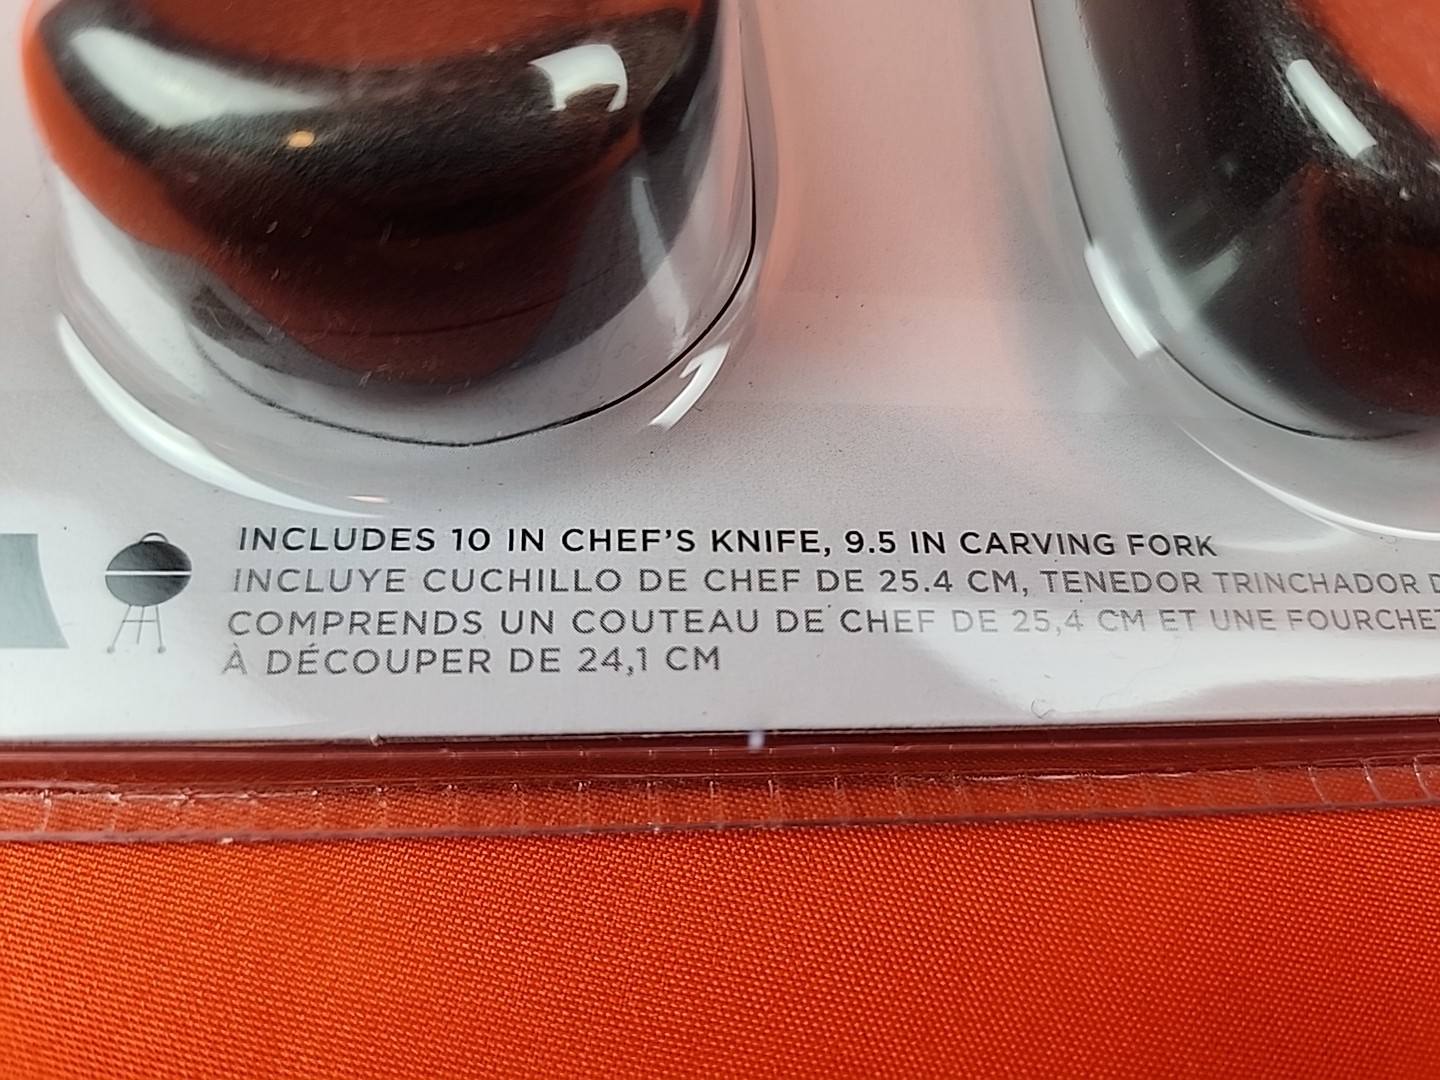 INCLUDES 10 IN CHEF'S KNIFE, 9.5 IN CARVING FORK
INCLUYE CUCHILLO DE CHEF DE 25.4 CM, TENEDOR TRINCHADOR
COMPRENDS UN COUTEAU DE CHEF DE 25,4 CM ET UNE
À DÉCOUPER DE 24,1 CM